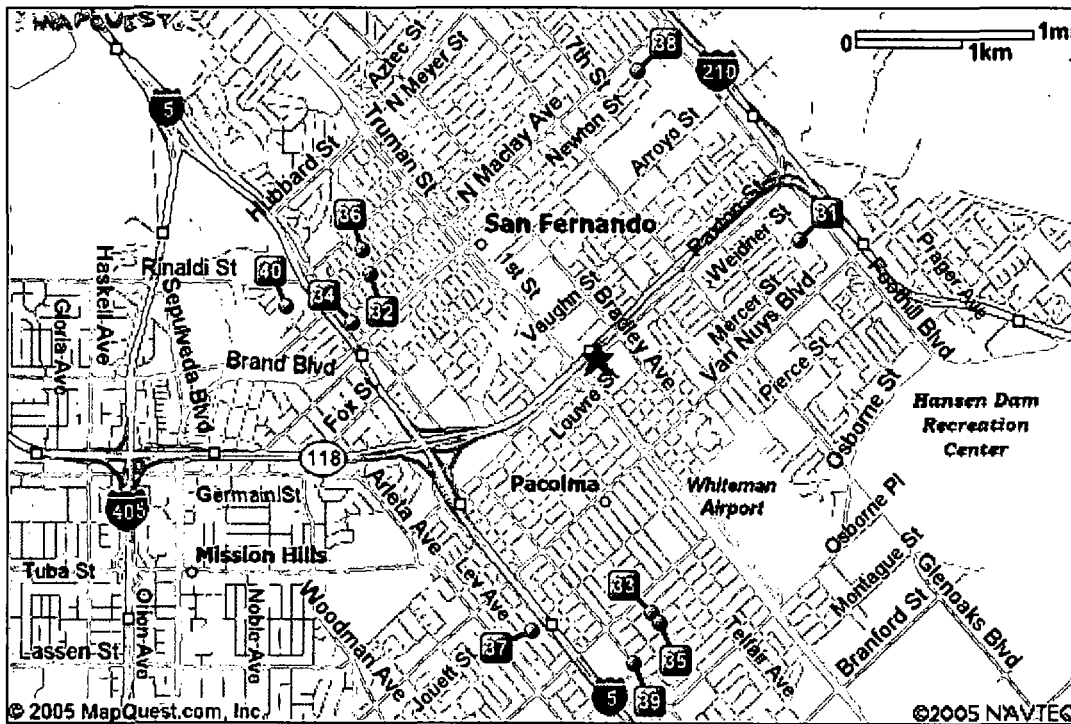 MAPQUEST
Aztec St
N Meyer St
7th St
38
210
0
1m
1km
5
Truman St
N Maclay Ave
Newton St
Arroyo St
Hubbard St
36
San Fernando
Paxton St
Weidner St
31
Haskell Ave
Rinaldi St
40
34
32
1st St
Vaughn
S Bradley Ave
Mercer St
Van Nuys Blvd
Foothill Blvd
Prager Ave
Gloria Ave
Sepulveda Blvd
Brand Blvd
Fox St
Louvre S
Pierce St
Osborne St
Hansen Dam
Recreation
Center
118
405
Germain St
Arleta Ave
Pacoima
Whiteman
Airport
Osborne Pl
Mission Hills
Tuba St
Noble Ave
Woodman Ave
Lev Ave
33
Montague St
Glenoaks Blvd
Lassen St
37
Jouett St
35
Telfair Ave
Branford St
5
39
© 2005 MapQuest.com, Inc.
©2005 NAVTEQ